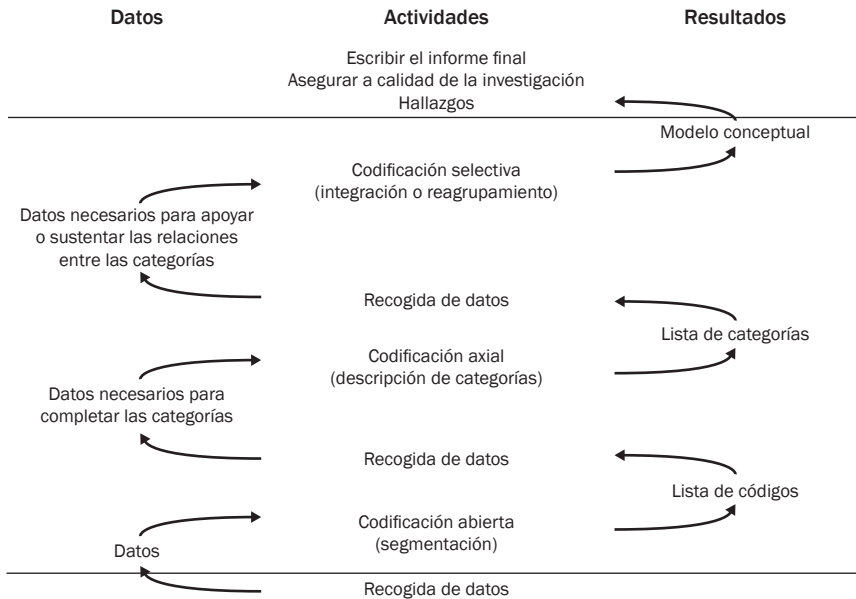 Datos Actividades Resultados
Escribir el informe final
Asegurar a calidad de la investigación
Hallazgos
Modelo conceptual
Codificación selectiva
(integración o reagrupamiento)
Datos necesarios para apoyar
o sustentar las relaciones
entre las categorías
Recogida de datos
Lista de categorías
Codificación axial
(descripción de categorías)
Datos necesarios para
completar las categorías
Recogida de datos
Lista de códigos
Codificación abierta
(segmentación)
Datos
Recogida de datos